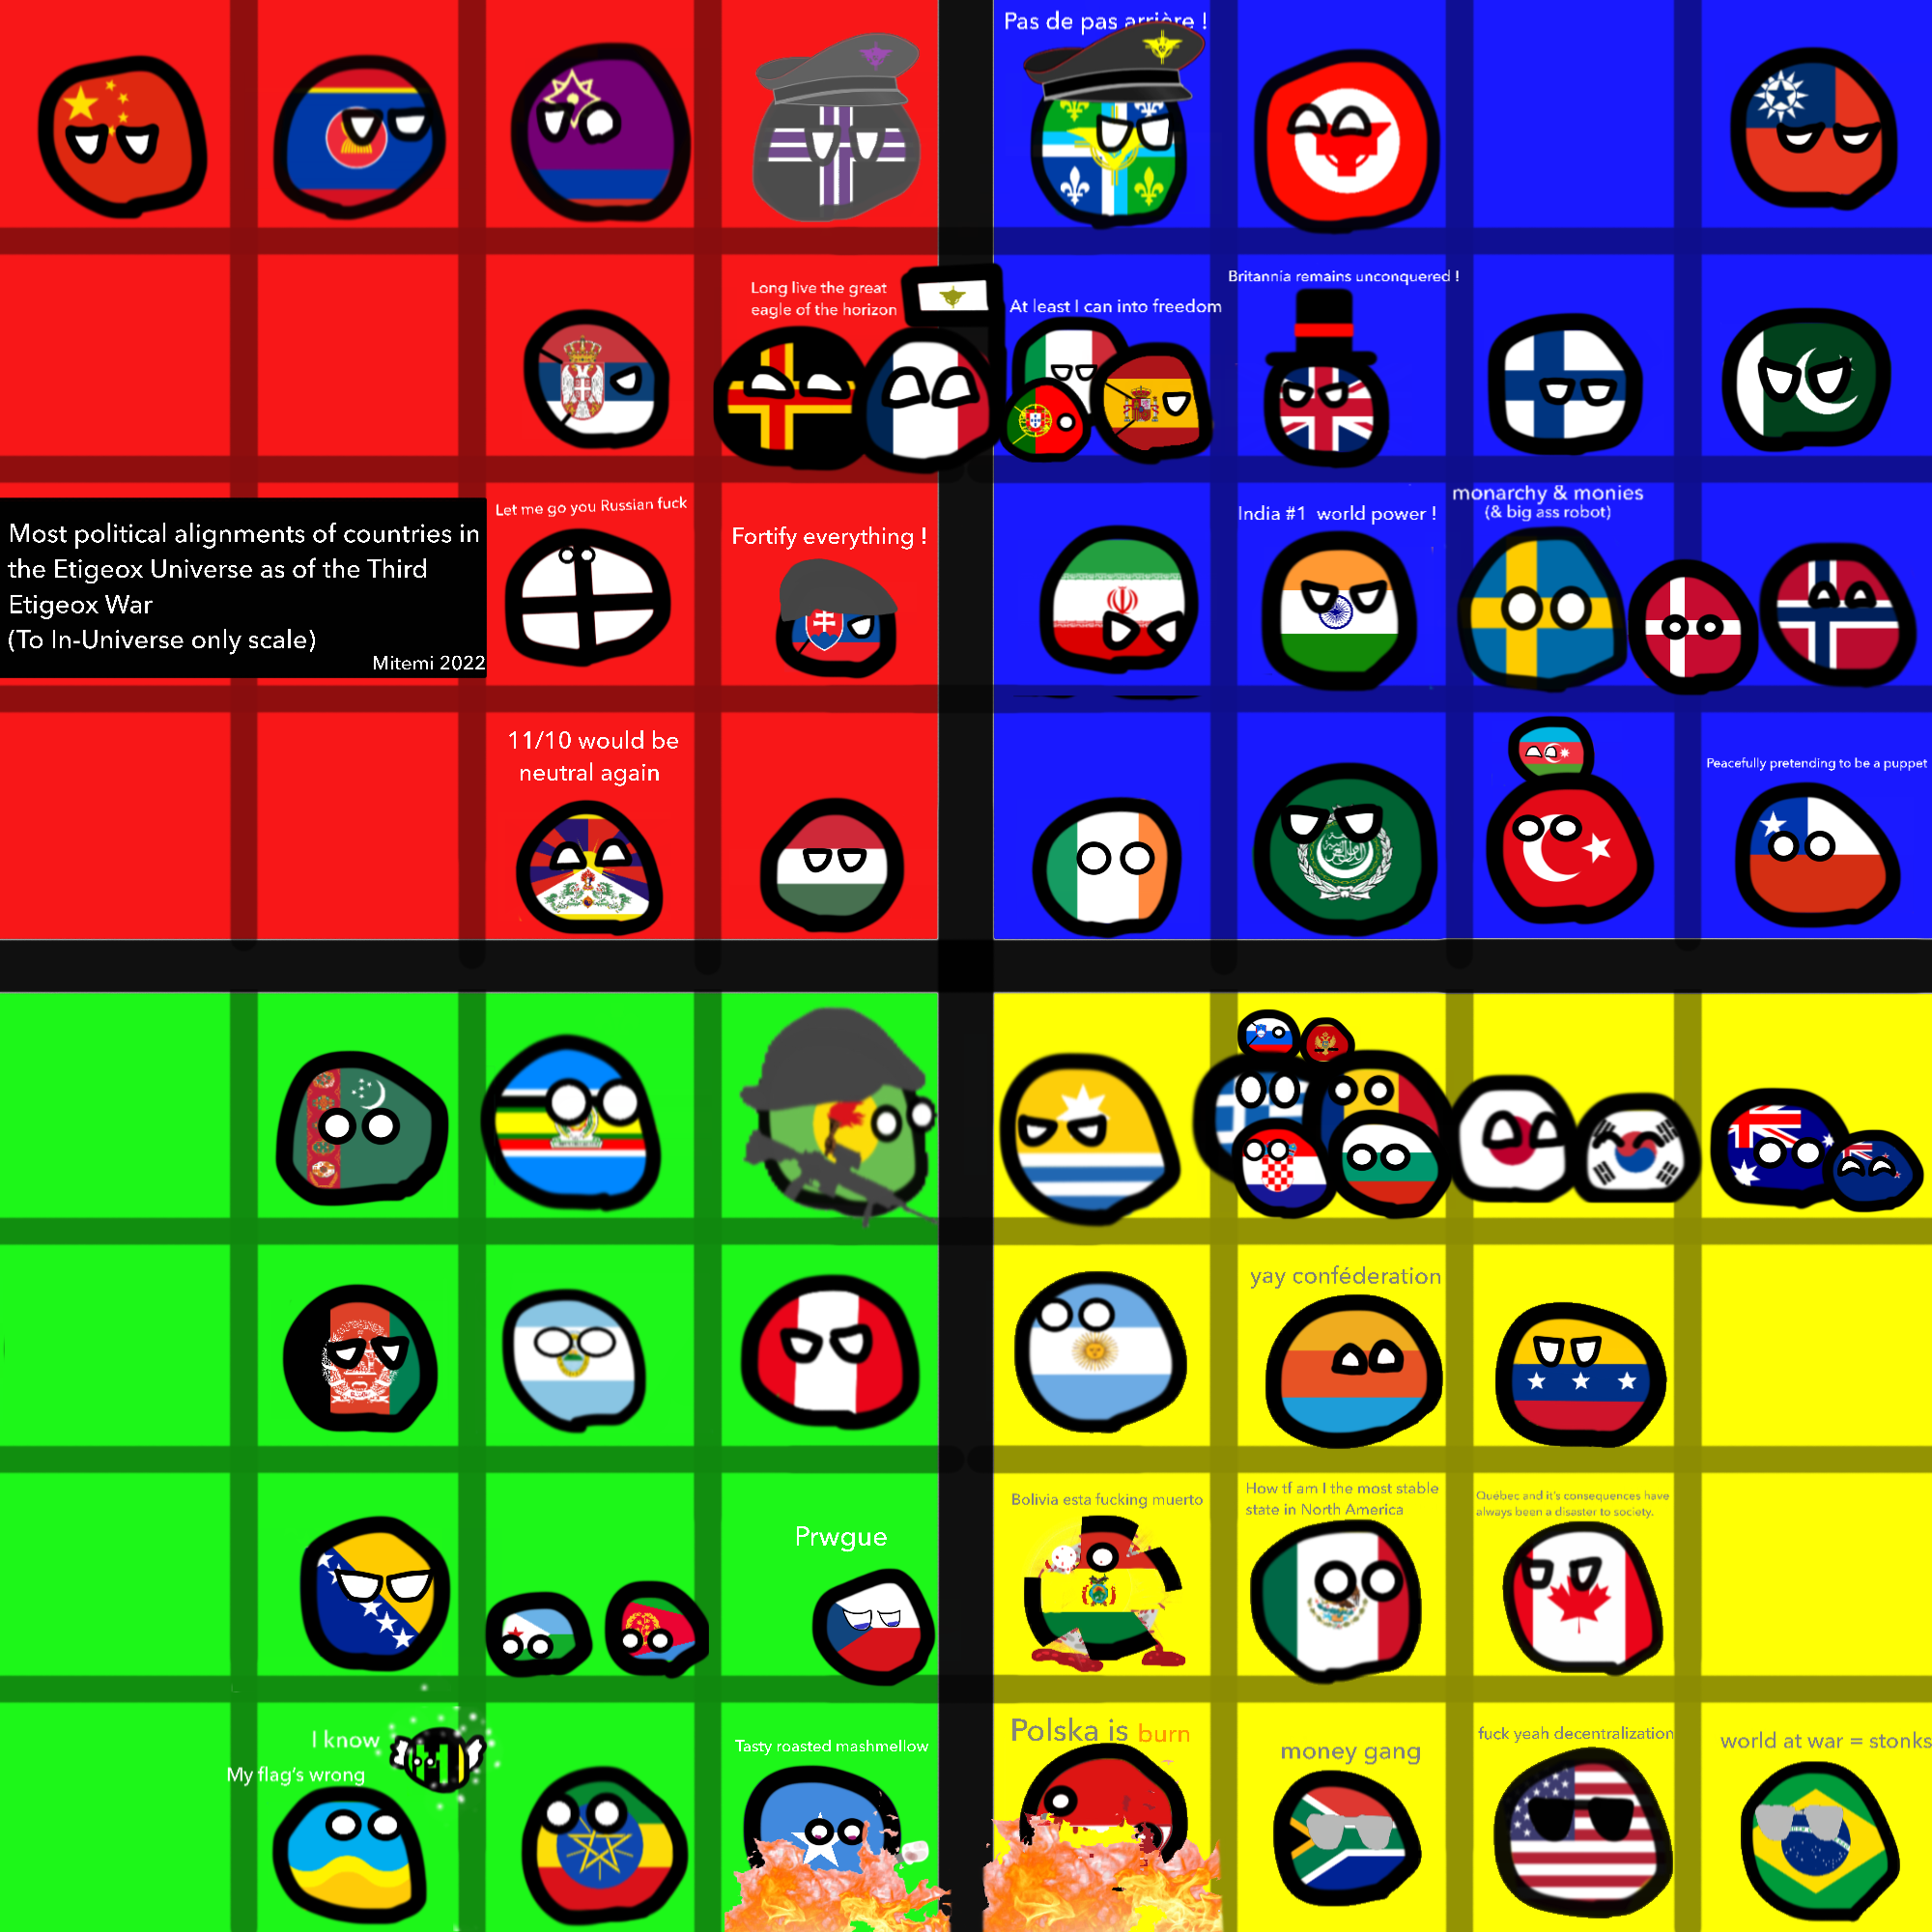 Pas de pas arrière !
Long live the great
eagle of the horizon
At least I can into freedom
Britannia remains unconquered !
Most political alignments of countries in
the Etigeox Universe as of the Third
Etigeox War
(To In-Universe only scale)
Mitemi 2022
Let me go you Russian fuck
Fortify everything !
India #1 world power !
monarchy & monies
(& big ass robot)
11/10 would be
neutral again
Peacefully pretending to be a puppet
yay conféderation
Prwgue
Bolivia esta fucking muerto
How tf am I the most stable
state in North America
Québec and it's consequences have
always been a disaster to society.
I know
My flag's wrong
Tasty roasted mashmellow
Polska is burn
money gang
fuck yeah decentralization
world at war = stonks